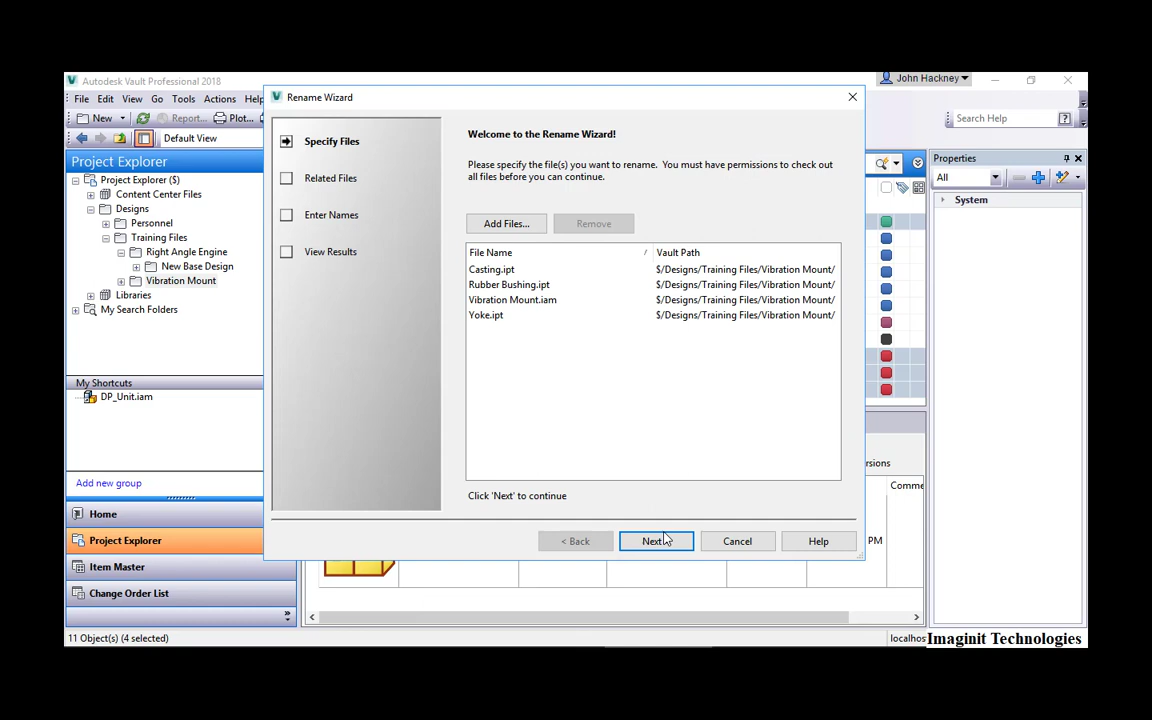 Autodesk Vault Professional 2018
John Hackney
File Edit View Go Tools Actions Help
New Report... Plot...
Search Help
Default View
Project Explorer
Project Explorer ($)
Content Center Files
Designs
Personnel
Training Files
Right Angle Engine
New Base Design
Vibration Mount
Libraries
My Search Folders
My Shortcuts
DP_Unit.iam
Add new group
Home
Project Explorer
Item Master
Change Order List
11 Object(s) (4 selected)
Rename Wizard
Specify Files
Related Files
Enter Names
View Results
Welcome to the Rename Wizard!
Please specify the file(s) you want to rename. You must have permissions to check out
all files before you can continue.
Add Files... Remove
File Name / Vault Path
Casting.ipt $/Designs/Training Files/Vibration Mount/
Rubber Bushing.ipt $/Designs/Training Files/Vibration Mount/
Vibration Mount.iam $/Designs/Training Files/Vibration Mount/
Yoke.ipt $/Designs/Training Files/Vibration Mount/
Click 'Next' to continue
< Back Next Cancel Help
Properties
All
System
rsions
Comme
PM
localhos
Imaginit Technologies